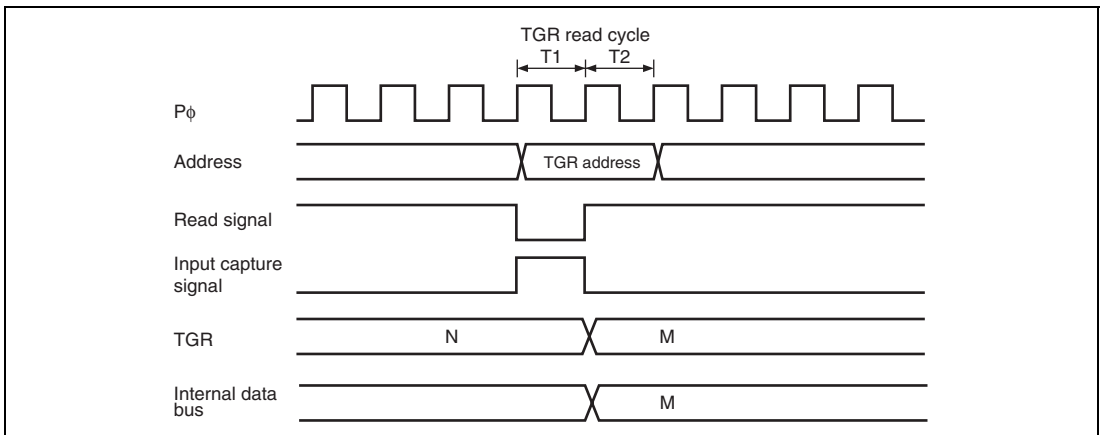 TGR read cycle
T1 T2
Pϕ
Address
TGR address
Read signal
Input capture
signal
TGR
N
M
Internal data
bus
M